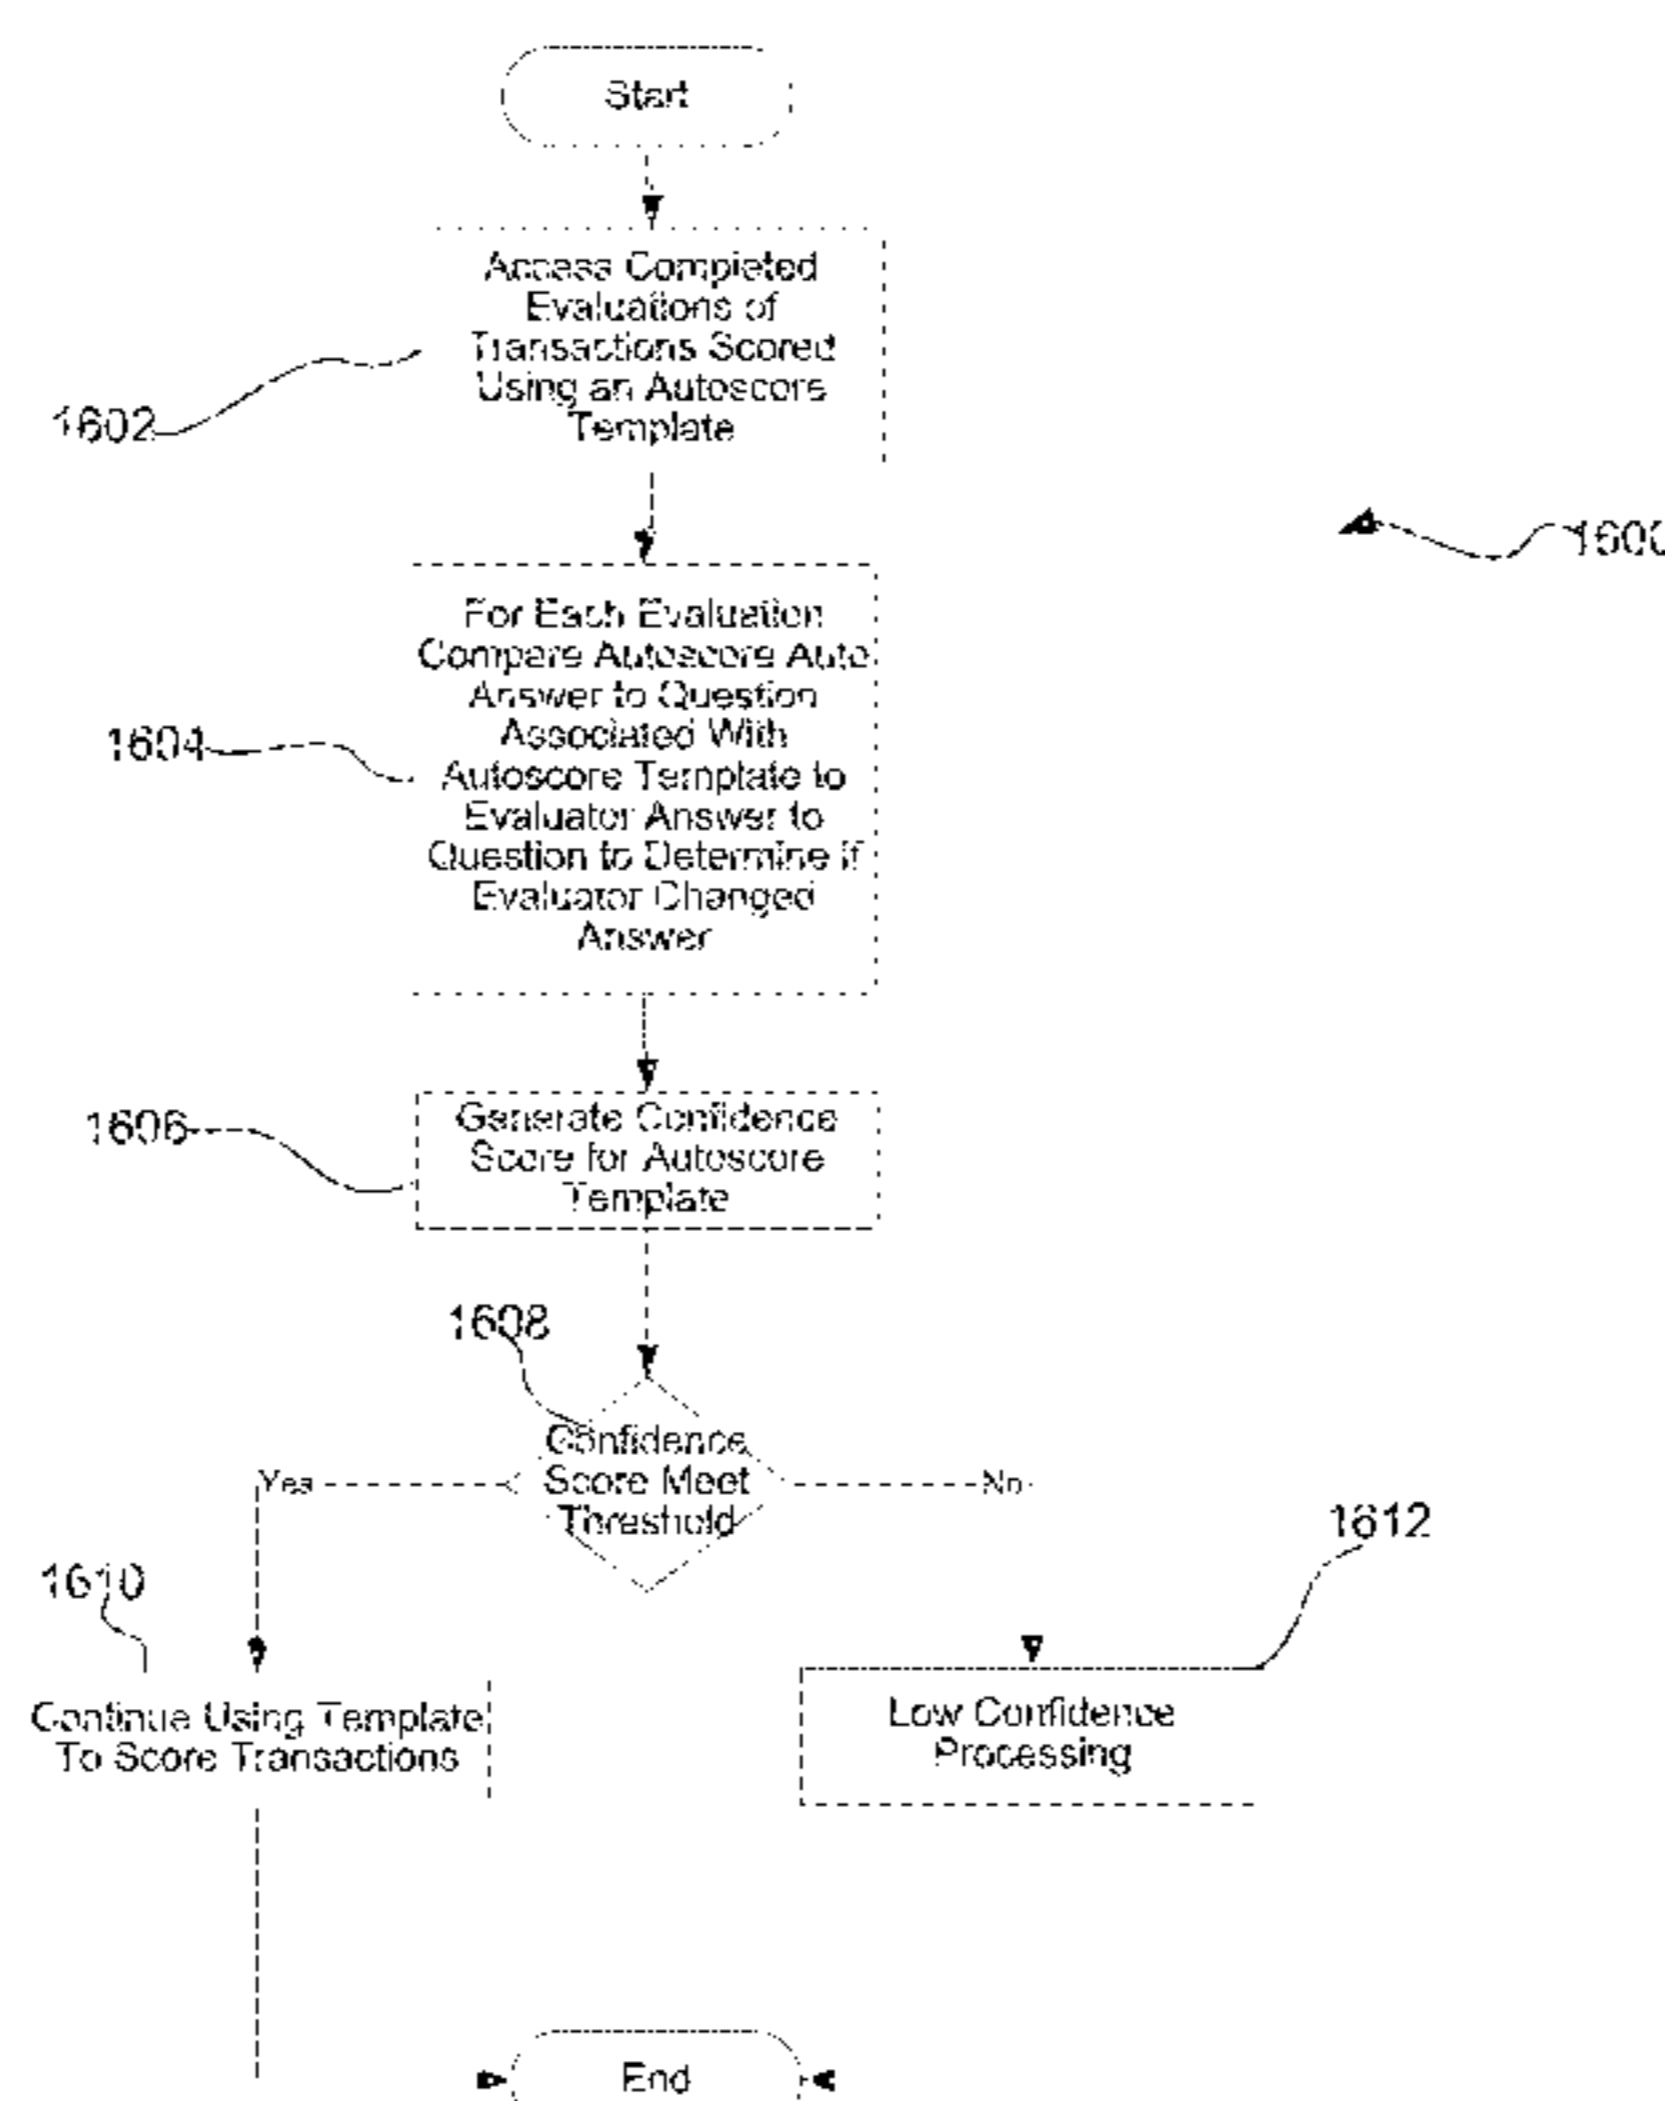 Start
Access Completed
Evaluations of
Transactions Scored
Using an Autoscore
Template
1602
1600
For Each Evaluation
Compare Autoscore Auto
Answer to Question
Associated With
Autoscore Template to
Evaluator Answer to
Question to Determine if
Evaluator Changed
Answer
1604
Generate Confidence
Score for Autoscore
Template
1606
1608
Confidence
Score Meet
Threshold
Yes
No
1610
1612
Continue Using Template
To Score Transactions
Low Confidence
Processing
End